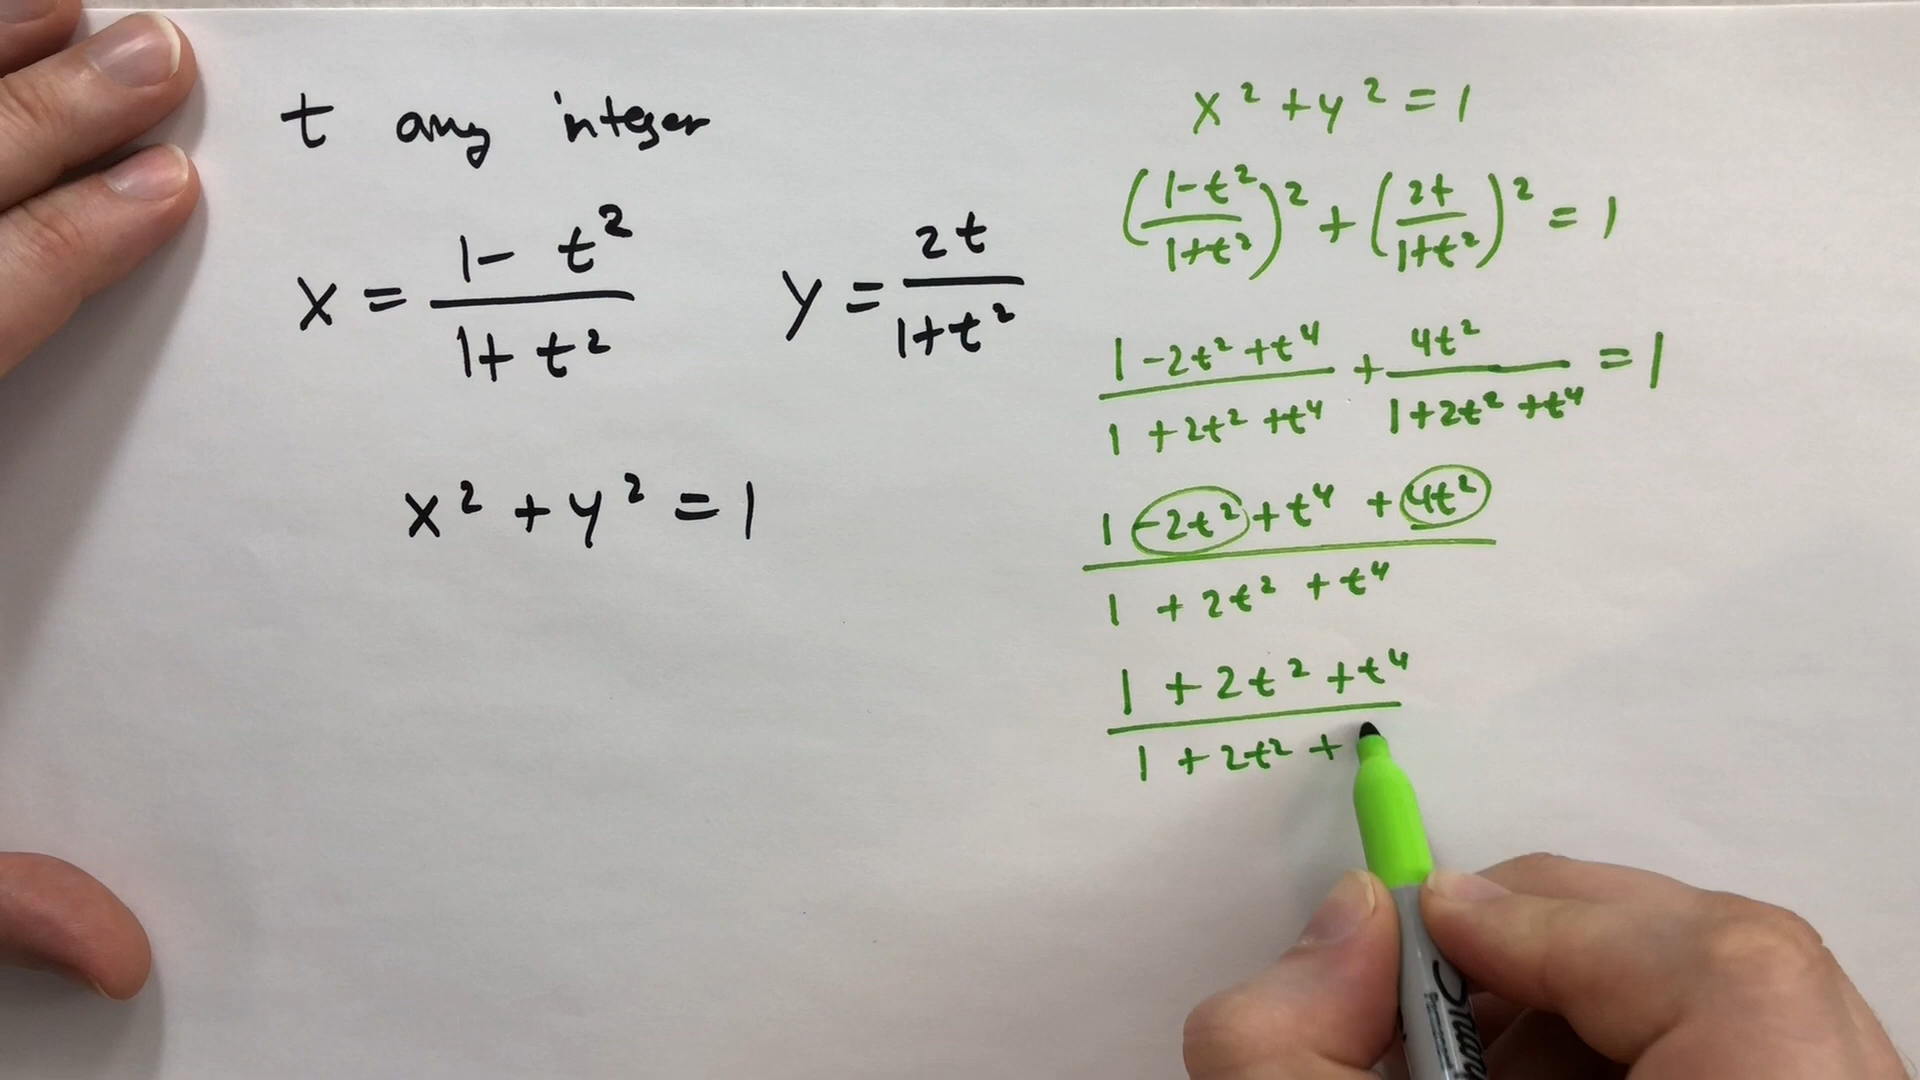 t any integer
x = (1 - t²)/(1 + t²)   y = 2t/(1+t²)
x² + y² = 1
x² + y² = 1
((1-t²)/(1+t²))² + (2t/(1+t²))² = 1
(1 -2t² +t⁴)/(1 +2t² +t⁴) + 4t²/(1+2t² +t⁴) = 1
(1 -2t² +t⁴ +4t²)/(1 +2t² +t⁴)
(1 +2t² +t⁴)/(1 +2t² +